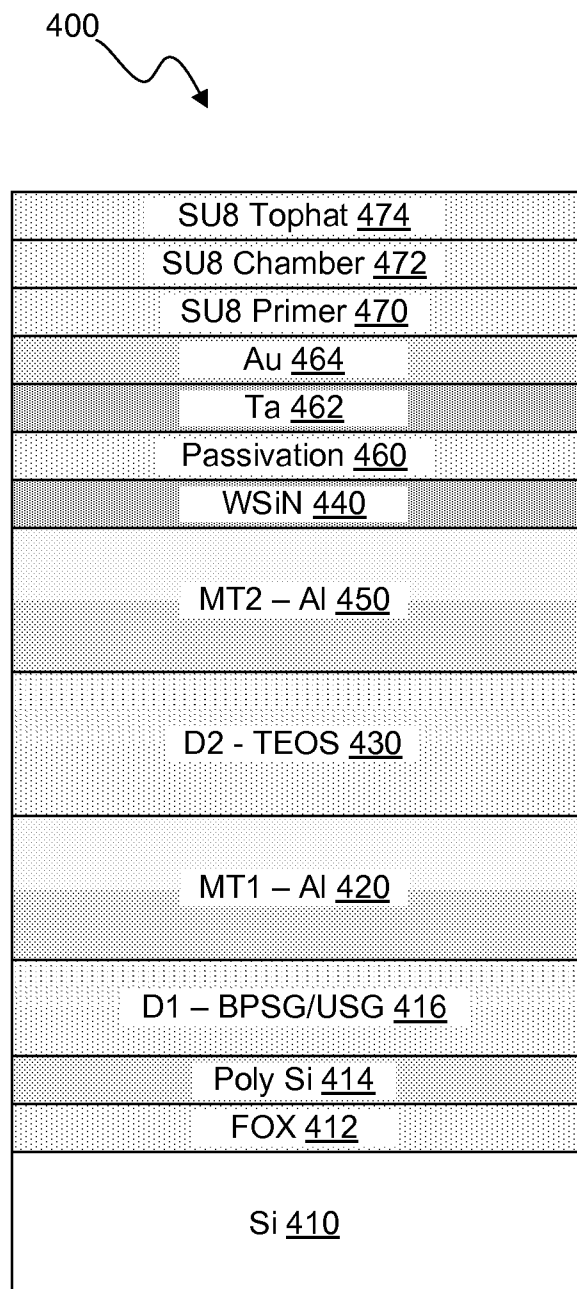 400
SU8 Tophat 474
SU8 Chamber 472
SU8 Primer 470
Au 464
Ta 462
Passivation 460
WSiN 440
MT2 – Al 450
D2 - TEOS 430
MT1 – Al 420
D1 – BPSG/USG 416
Poly Si 414
FOX 412
Si 410